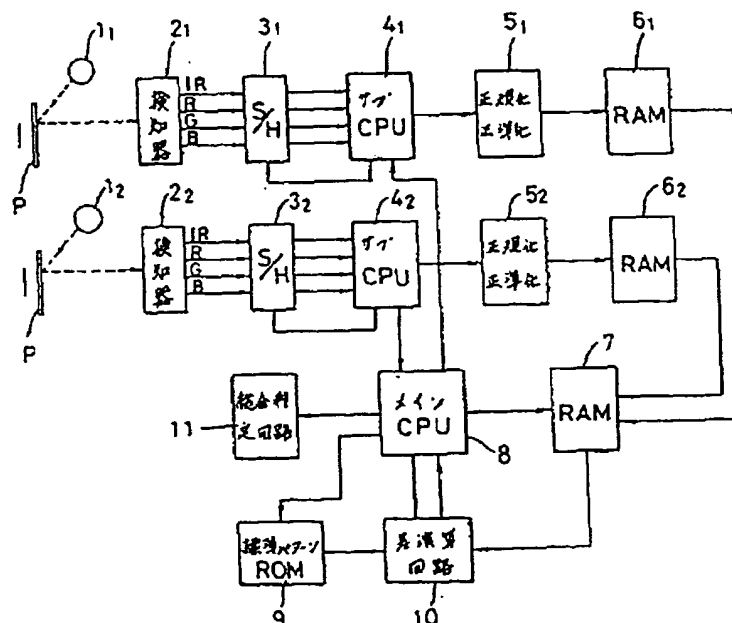 1₁
2₁
3₁
4₁
5₁
6₁
検知器
IR
R
G
B
S/H
サブ
CPU
正規化
正準化
RAM
P
1₂
2₂
3₂
4₂
5₂
6₂
検知器
IR
R
G
B
S/H
サブ
CPU
正規化
正準化
RAM
P
7
総合判
定回路
11
メイン
CPU
8
RAM
標準パターン
ROM
9
差演算
回路
10